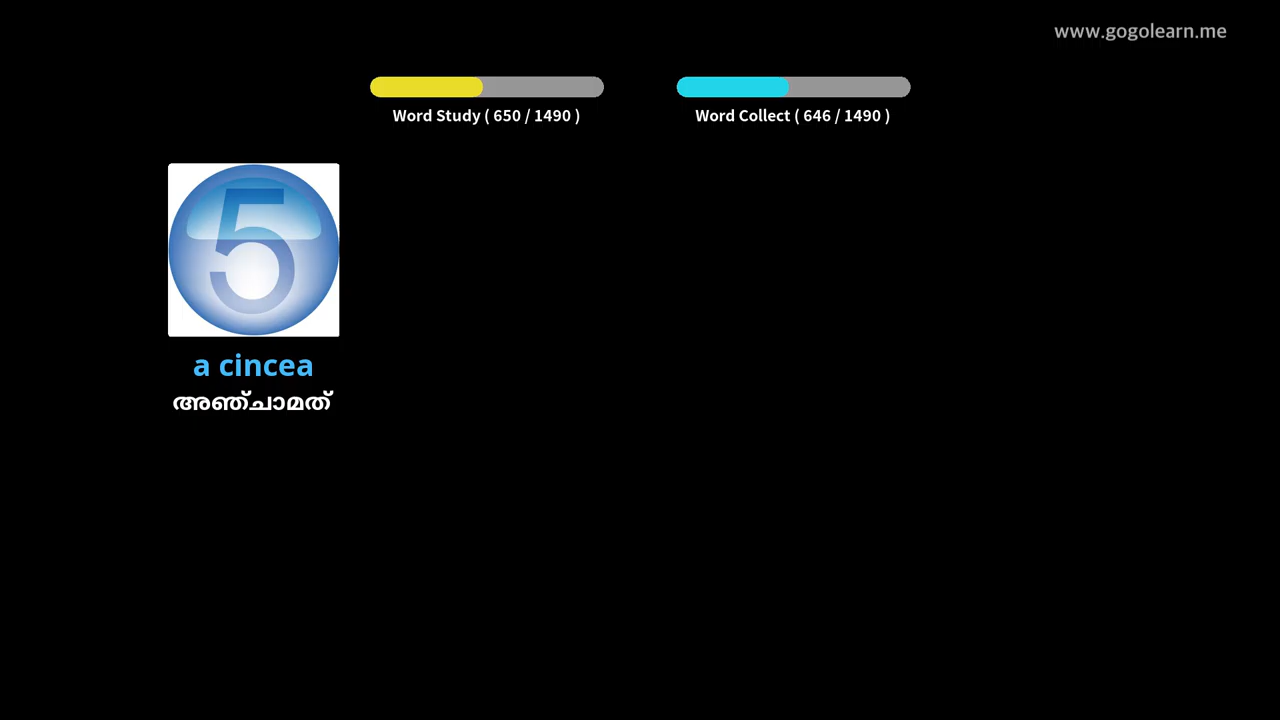 www.gogolearn.me
Word Study ( 650 / 1490 )
Word Collect ( 646 / 1490 )
5
a cincea
അഞ്ചാമത്